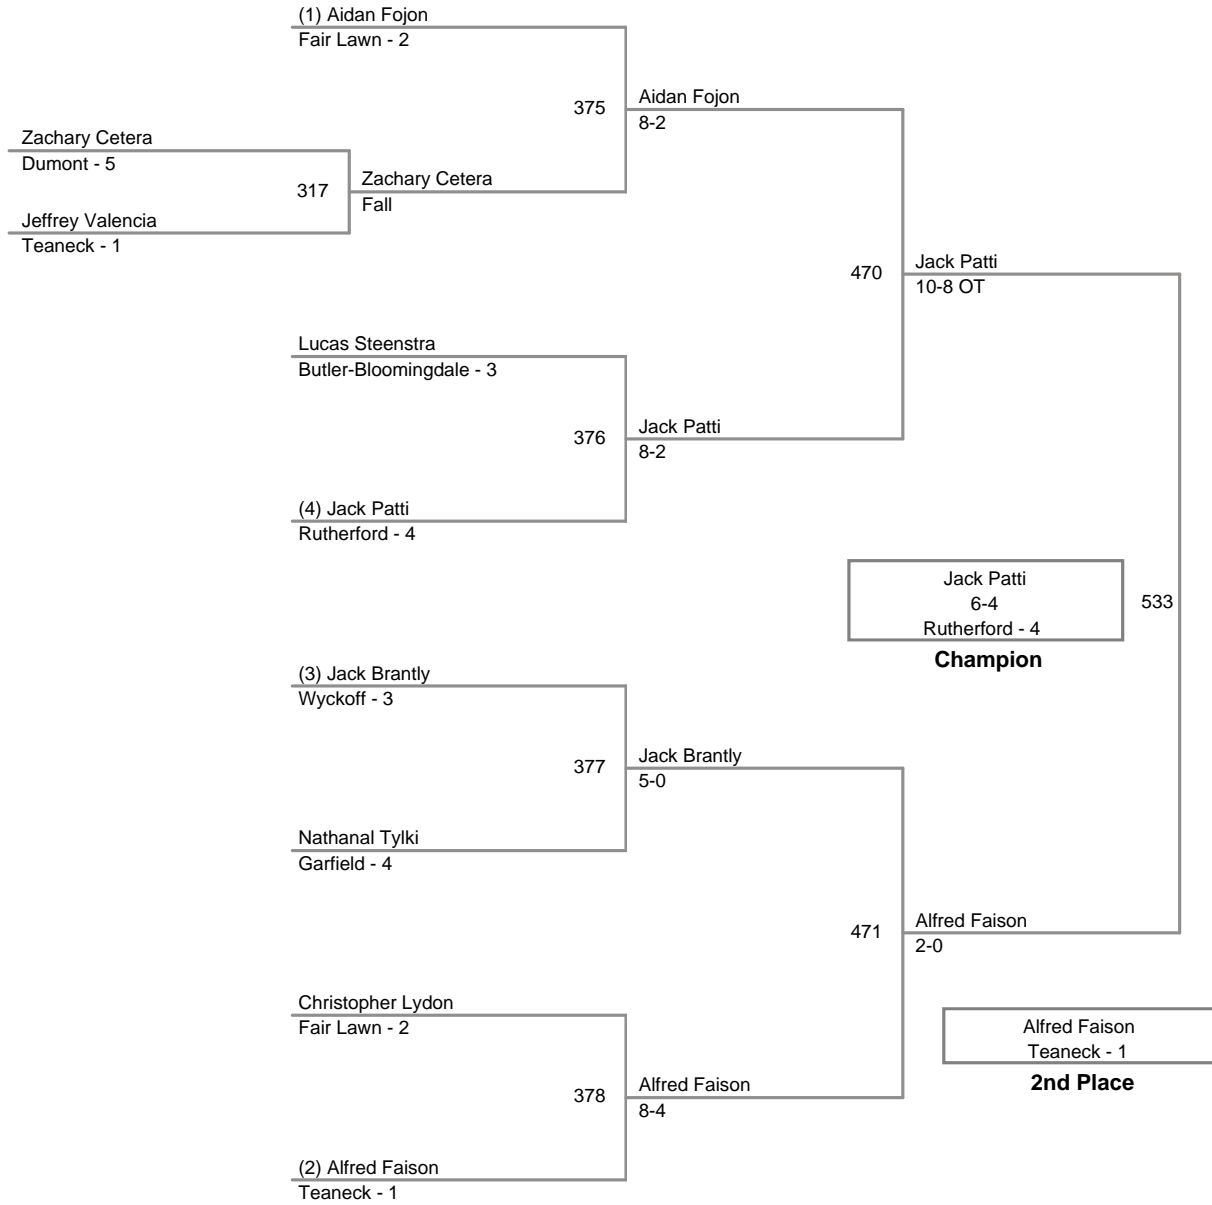 (1) Aidan Fojon
Fair Lawn - 2
375
Aidan Fojon
8-2
Zachary Cetera
Dumont - 5
317
Zachary Cetera
Fall
Jeffrey Valencia
Teaneck - 1
470
Jack Patti
10-8 OT
Lucas Steenstra
Butler-Bloomingdale - 3
376
Jack Patti
8-2
(4) Jack Patti
Rutherford - 4
Jack Patti
6-4
Rutherford - 4
Champion
533
(3) Jack Brantly
Wyckoff - 3
377
Jack Brantly
5-0
Nathanal Tylki
Garfield - 4
471
Alfred Faison
2-0
Christopher Lydon
Fair Lawn - 2
378
Alfred Faison
8-4
(2) Alfred Faison
Teaneck - 1
Alfred Faison
Teaneck - 1
2nd Place